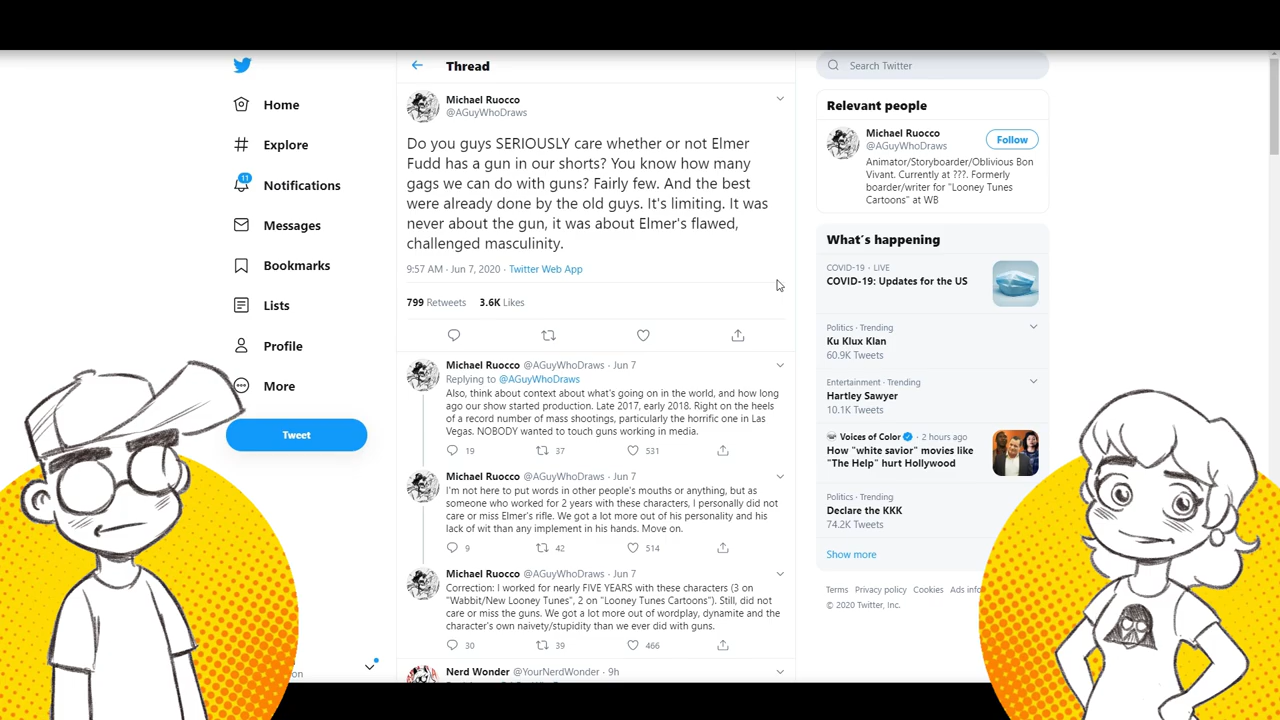 Home
Explore
11
Notifications
Messages
Bookmarks
Lists
Profile
More
Tweet
on
Thread
Michael Ruocco
@AGuyWhoDraws
Do you guys SERIOUSLY care whether or not Elmer
Fudd has a gun in our shorts? You know how many
gags we can do with guns? Fairly few. And the best
were already done by the old guys. It's limiting. It was
never about the gun, it was about Elmer's flawed,
challenged masculinity.
9:57 AM · Jun 7, 2020 · Twitter Web App
799 Retweets 3.6K Likes
Michael Ruocco @AGuyWhoDraws · Jun 7
Replying to @AGuyWhoDraws
Also, think about context about what's going on in the world, and how long
ago our show started production. Late 2017, early 2018. Right on the heels
of a record number of mass shootings, particularly the horrific one in Las
Vegas. NOBODY wanted to touch guns working in media.
19 37 531
Michael Ruocco @AGuyWhoDraws · Jun 7
I'm not here to put words in other people's mouths or anything, but as
someone who worked for 2 years with these characters, I personally did not
care or miss Elmer's rifle. We got a lot more out of his personality and his
lack of wit than any implement in his hands. Move on.
9 42 514
Michael Ruocco @AGuyWhoDraws · Jun 7
Correction: I worked for nearly FIVE YEARS with these characters (3 on
"Wabbit/New Looney Tunes", 2 on "Looney Tunes Cartoons"). Still, did not
care or miss the guns. We got a lot more out of wordplay, dynamite and the
character's own naivety/stupidity than we ever did with guns.
30 39 466
Nerd Wonder @YourNerdWonder · 9h
Search Twitter
Relevant people
Michael Ruocco
@AGuyWhoDraws
Follow
Animator/Storyboarder/Oblivious Bon
Vivant. Currently at ???. Formerly
boarder/writer for "Looney Tunes
Cartoons" at WB
What's happening
COVID-19 · LIVE
COVID-19: Updates for the US
Politics · Trending
Ku Klux Klan
60.9K Tweets
Entertainment · Trending
Hartley Sawyer
10.1K Tweets
Voices of Color · 2 hours ago
How "white savior" movies like
"The Help" hurt Hollywood
Politics · Trending
Declare the KKK
74.2K Tweets
Show more
Terms Privacy policy Cookies Ads info
© 2020 Twitter, Inc.